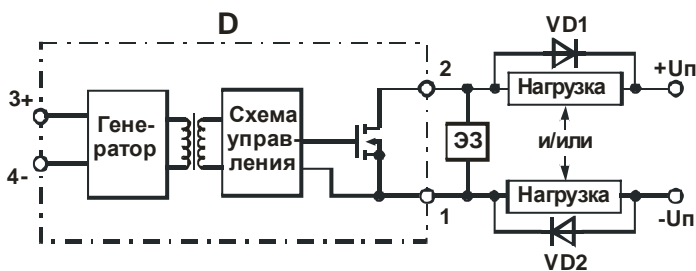 D
VD1
2
+Uп
3+
Гене-
ратор
4-
Схема
управ-
ления
Нагрузка
ЭЗ
и/или
Нагрузка
1
-Uп
VD2